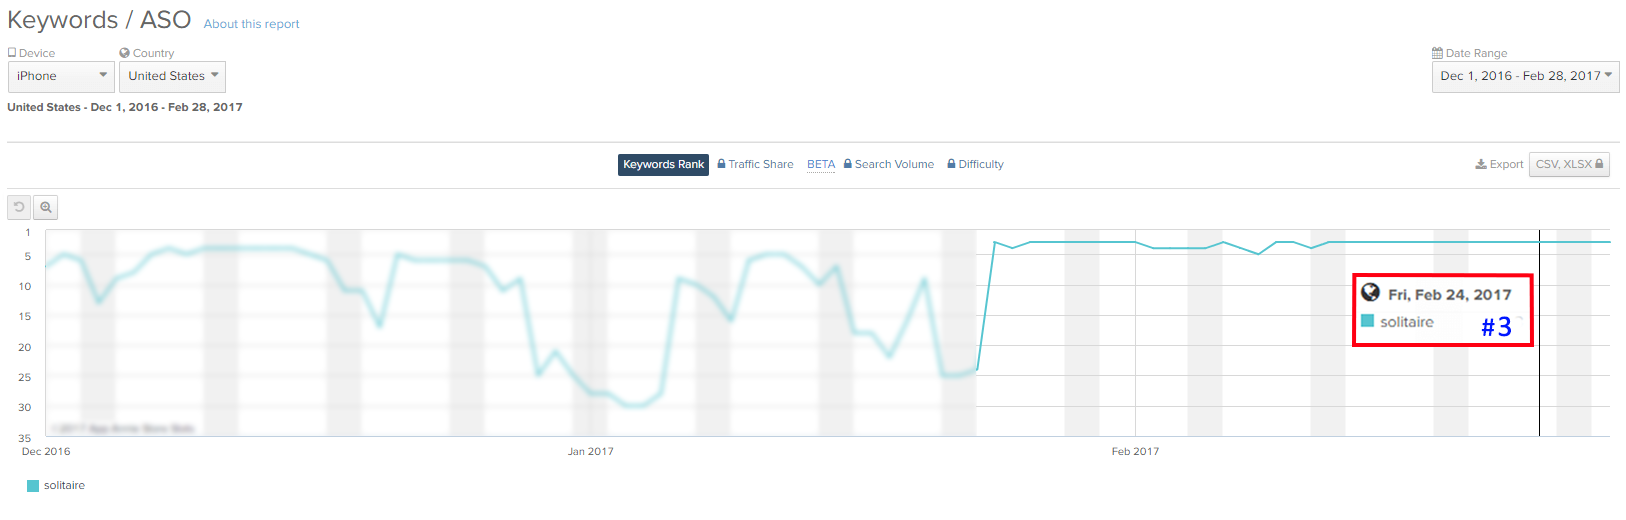 Keywords / ASO About this report
Device Country Date Range
iPhone United States Dec 1, 2016 - Feb 28, 2017
United States - Dec 1, 2016 - Feb 28, 2017
Keywords Rank Traffic Share BETA Search Volume Difficulty Export CSV, XLSX
1
5
10
15
20
25
30
35
Fri, Feb 24, 2017
solitaire #3
Dec 2016 Jan 2017 Feb 2017
solitaire